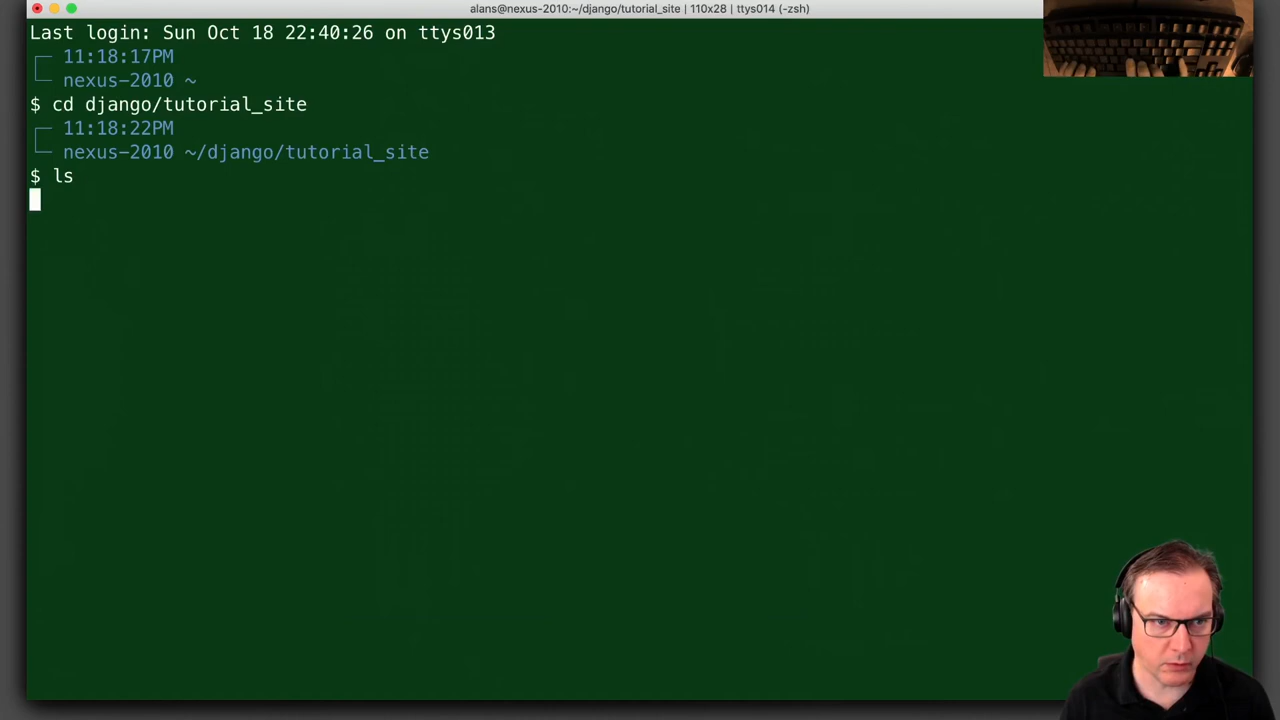 alans@nexus-2010:~/django/tutorial_site | 110x28 | ttys014 (-zsh)
Last login: Sun Oct 18 22:40:26 on ttys013
11:18:17PM
nexus-2010 ~
$ cd django/tutorial_site
11:18:22PM
nexus-2010 ~/django/tutorial_site
$ ls